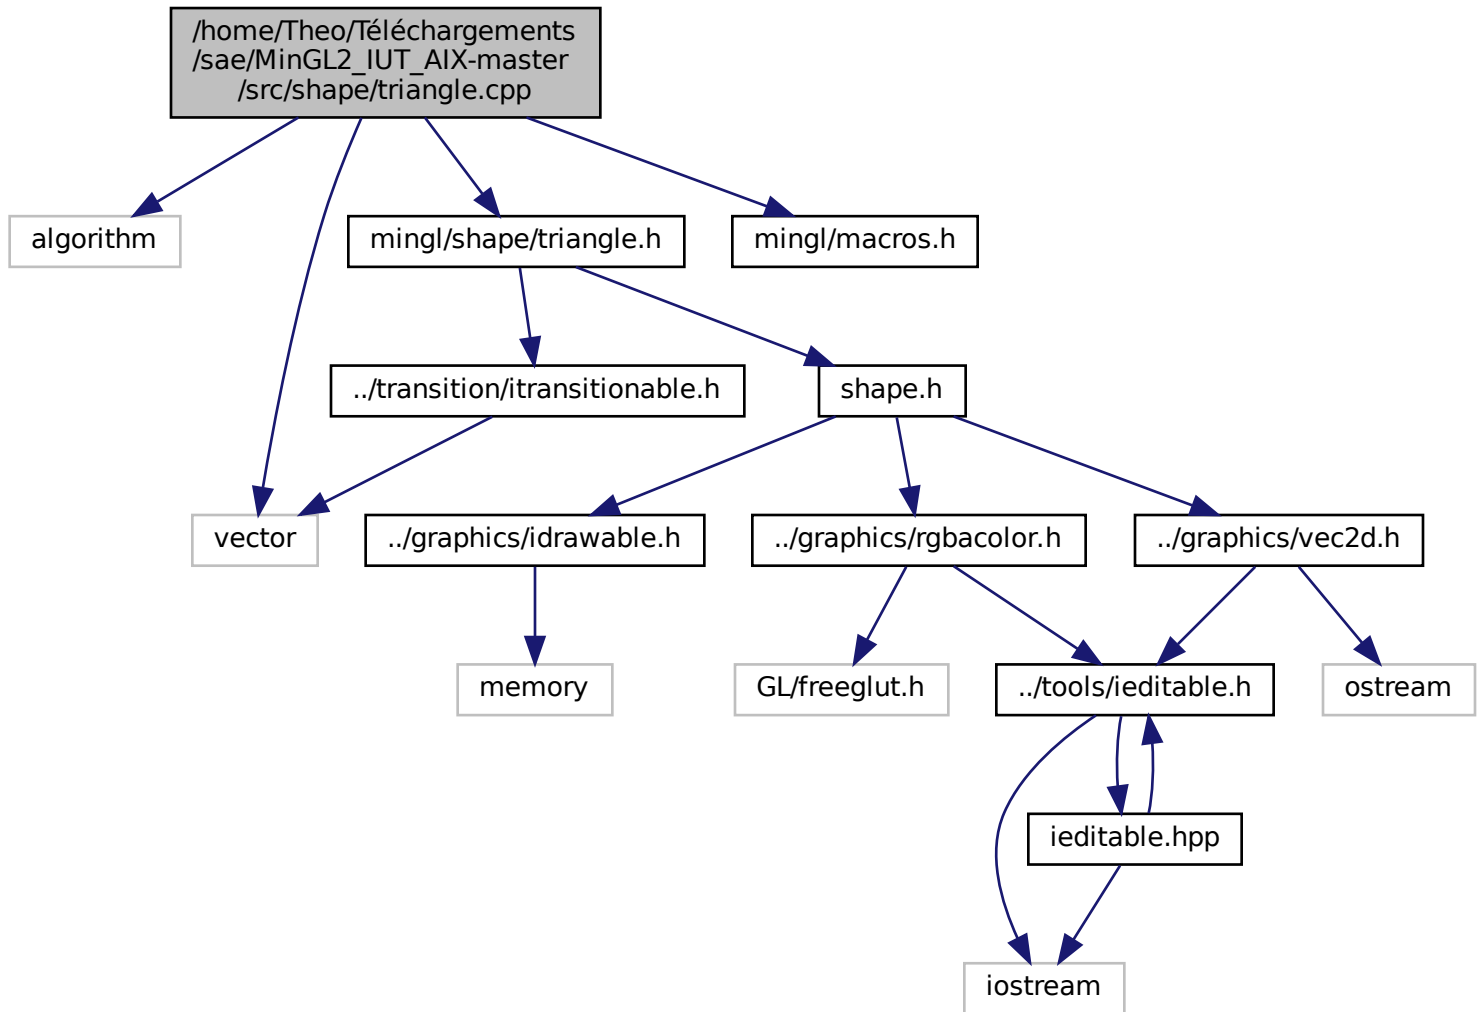 /home/Theo/Téléchargements
/sae/MinGL2_IUT_AIX-master
/src/shape/triangle.cpp
algorithm
mingl/shape/triangle.h
mingl/macros.h
../transition/itransitionable.h
shape.h
vector
../graphics/idrawable.h
../graphics/rgbacolor.h
../graphics/vec2d.h
memory
GL/freeglut.h
../tools/ieditable.h
ostream
ieditable.hpp
iostream